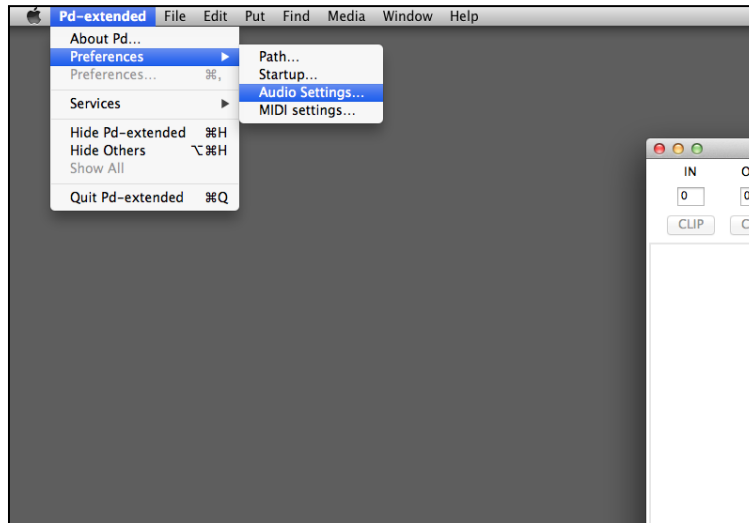 Pd-extended File Edit Put Find Media Window Help
About Pd...
Preferences
Preferences... ⌘,
Services
Hide Pd-extended ⌘H
Hide Others ⌥⌘H
Show All
Quit Pd-extended ⌘Q
Path...
Startup...
Audio Settings...
MIDI settings...
IN
0
CLIP